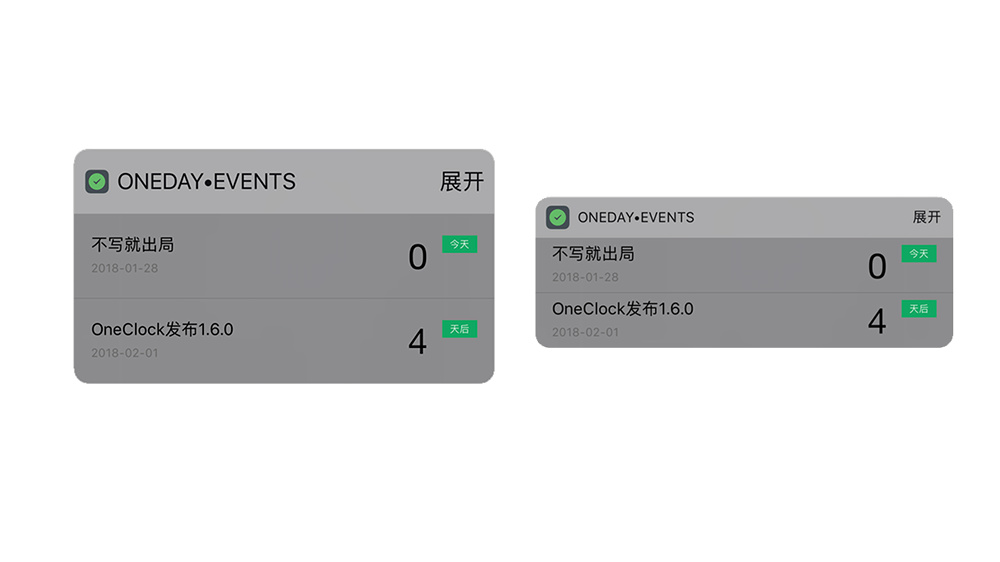 ONEDAY•EVENTS 展开
不写就出局
2018-01-28
0 今天
OneClock发布1.6.0
2018-02-01
4 天后
ONEDAY•EVENTS 展开
不写就出局
2018-01-28
0 今天
OneClock发布1.6.0
2018-02-01
4 天后